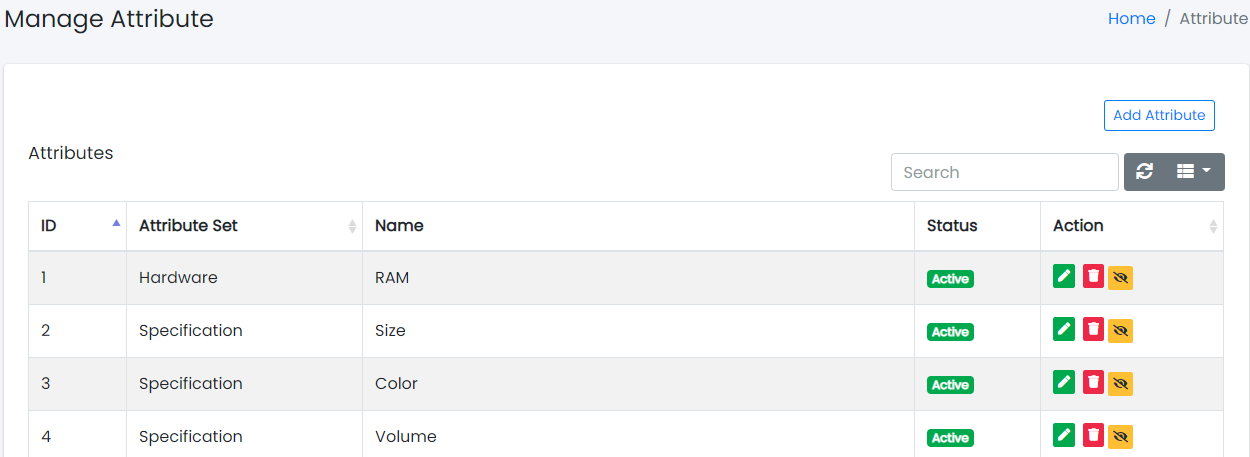 Manage Attribute
Home / Attribute
Add Attribute
Attributes
Search
ID Attribute Set Name Status Action
1 Hardware RAM Active
2 Specification Size Active
3 Specification Color Active
4 Specification Volume Active